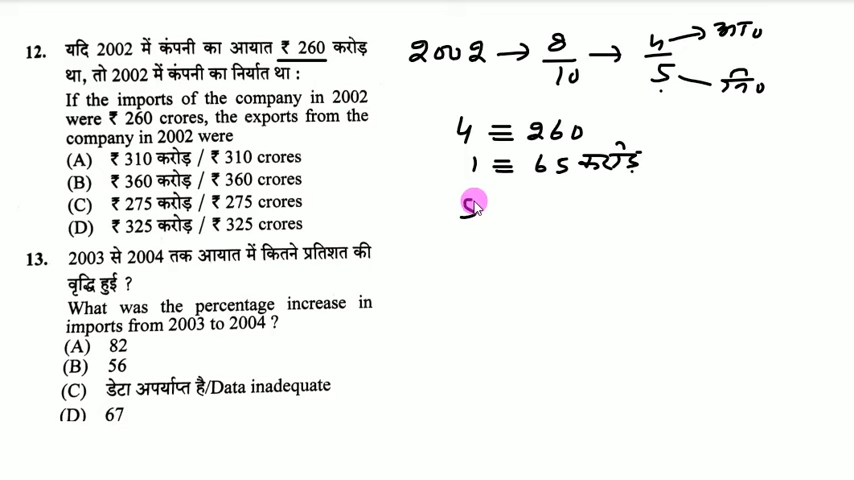 12. यदि 2002 में कंपनी का आयात ₹ 260 करोड़
था, तो 2002 में कंपनी का निर्यात था :
If the imports of the company in 2002
were ₹ 260 crores, the exports from the
company in 2002 were
(A) ₹ 310 करोड़ / ₹ 310 crores
(B) ₹ 360 करोड़ / ₹ 360 crores
(C) ₹ 275 करोड़ / ₹ 275 crores
(D) ₹ 325 करोड़ / ₹ 325 crores
13. 2003 से 2004 तक आयात में कितने प्रतिशत की
वृद्धि हुई ?
What was the percentage increase in
imports from 2003 to 2004 ?
(A) 82
(B) 56
(C) डेटा अपर्याप्त है/Data inadequate
(D) 67
2002 → 8/10 → 4/5
4 ≡ 260
1 ≡ 65 करोड़
5